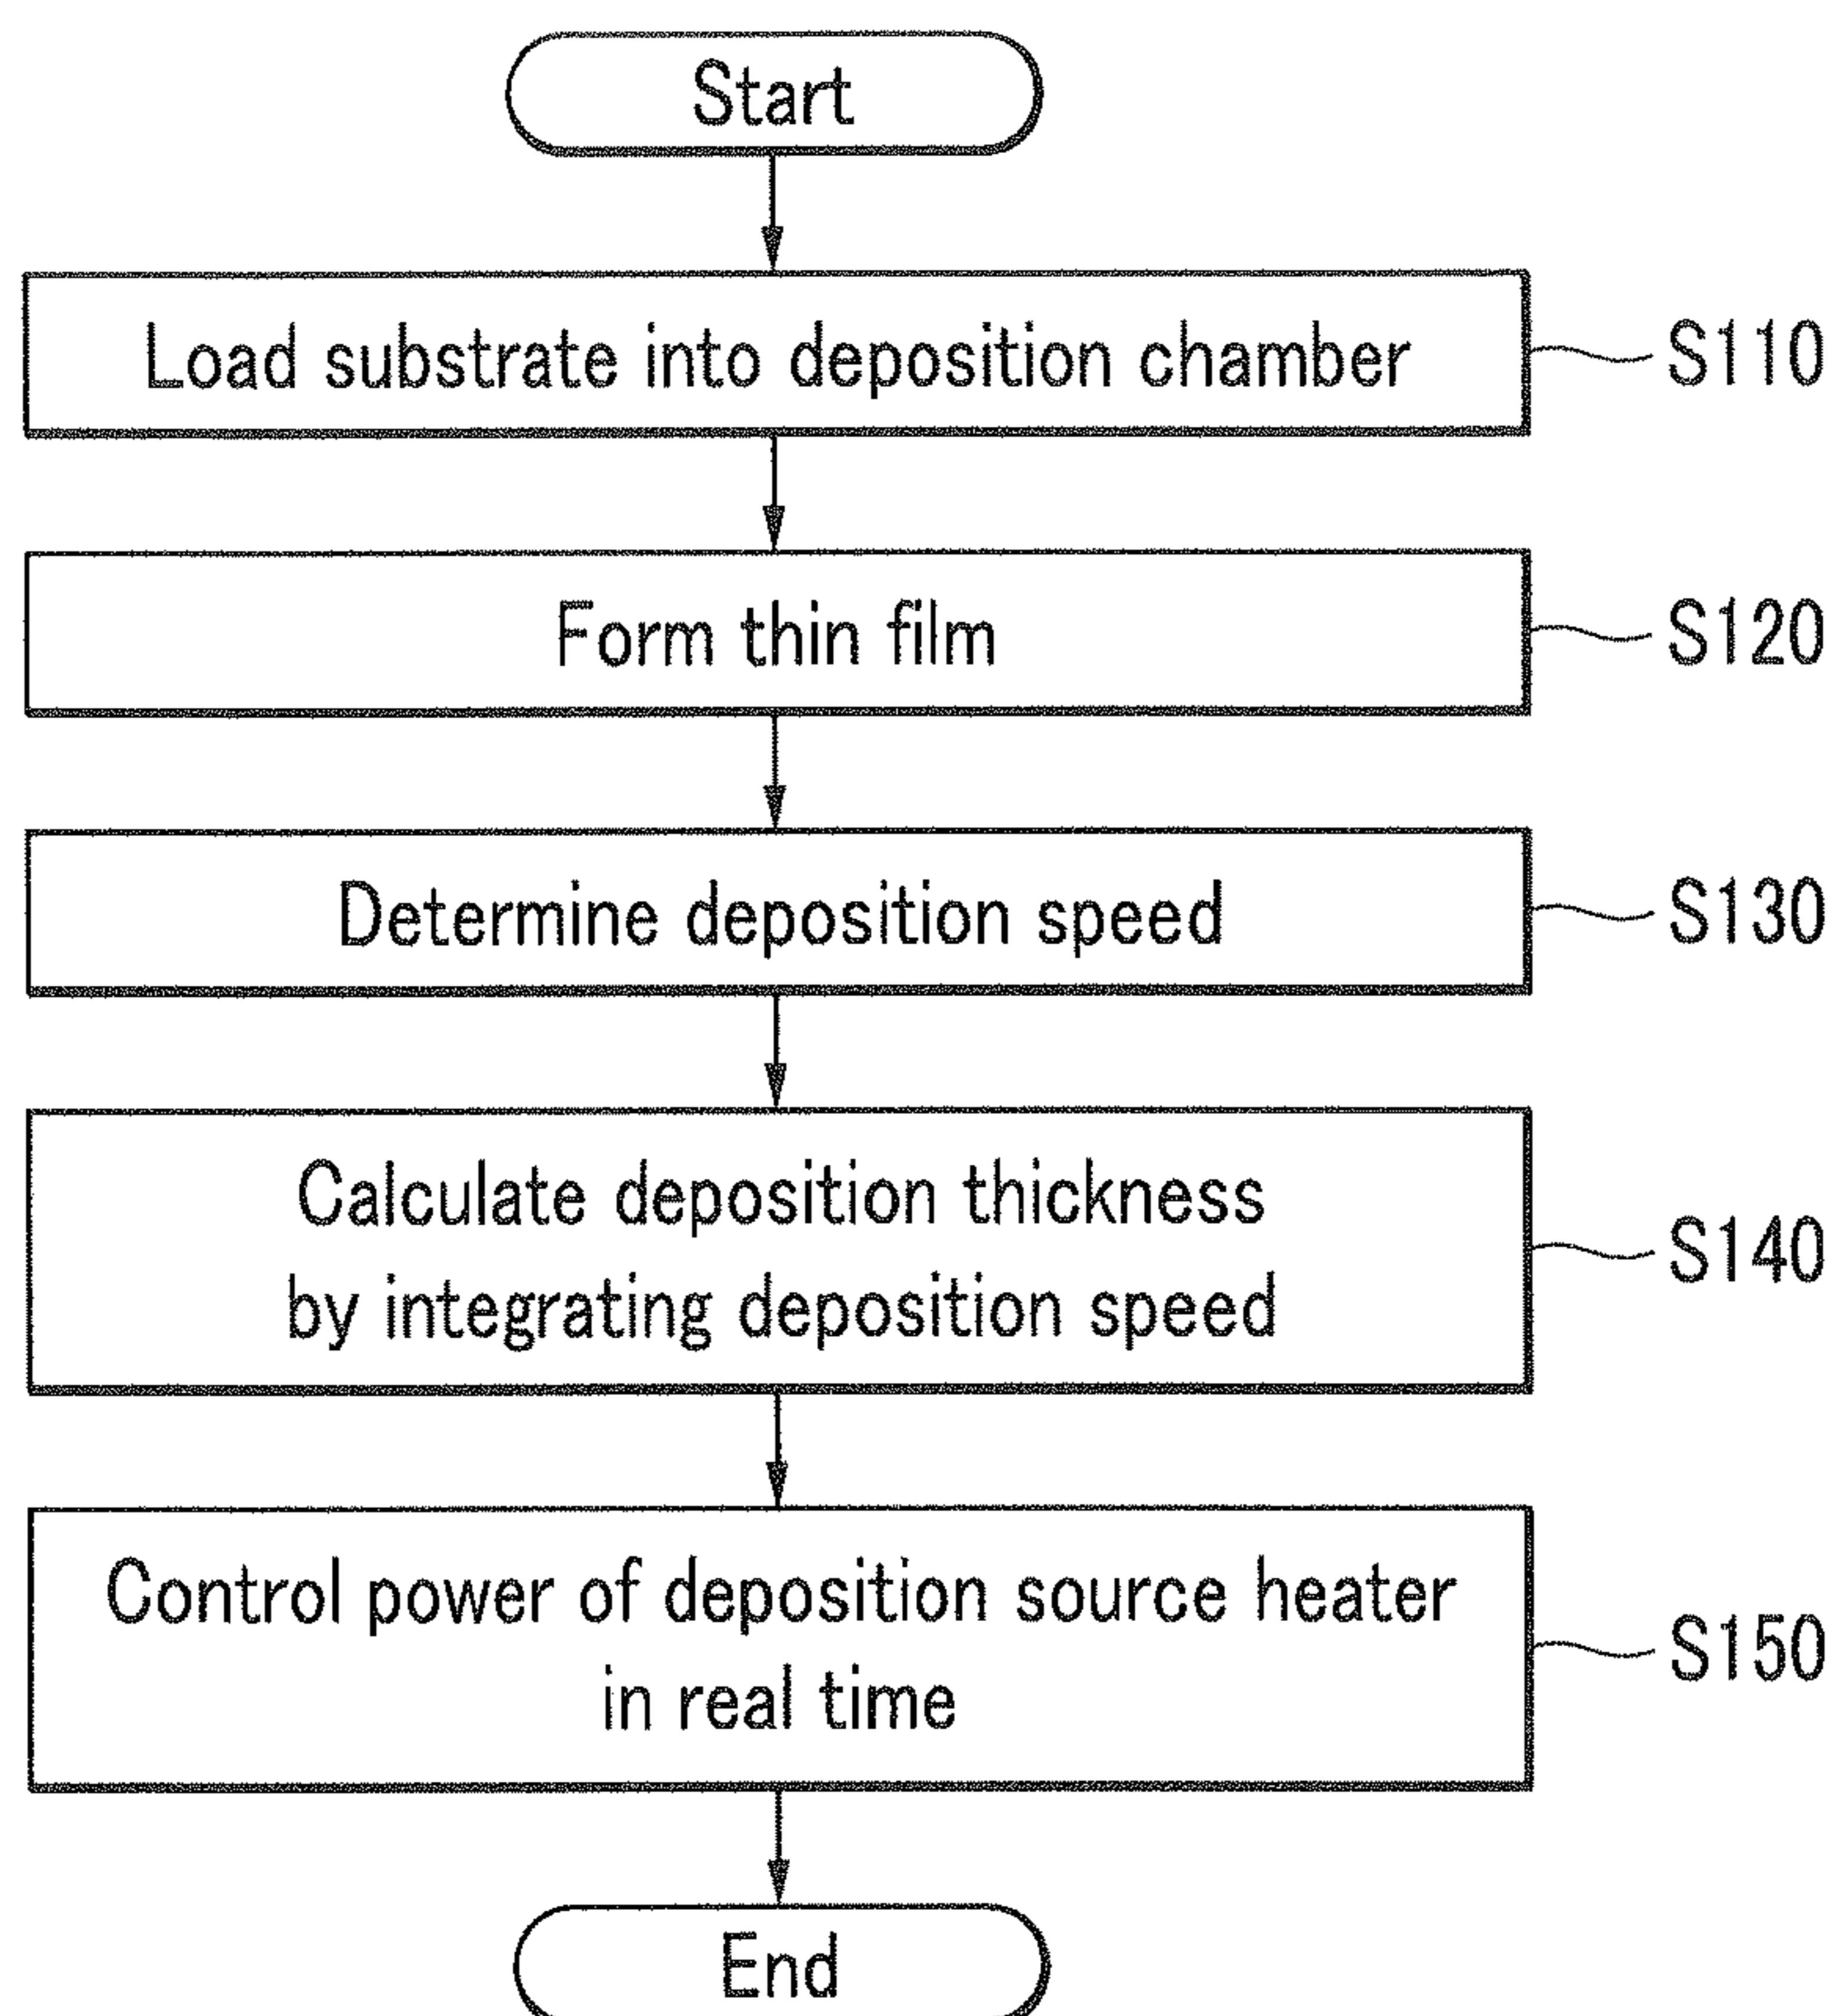 Start
Load substrate into deposition chamber
S110
Form thin film
S120
Determine deposition speed
S130
Calculate deposition thickness
by integrating deposition speed
S140
Control power of deposition source heater
in real time
S150
End